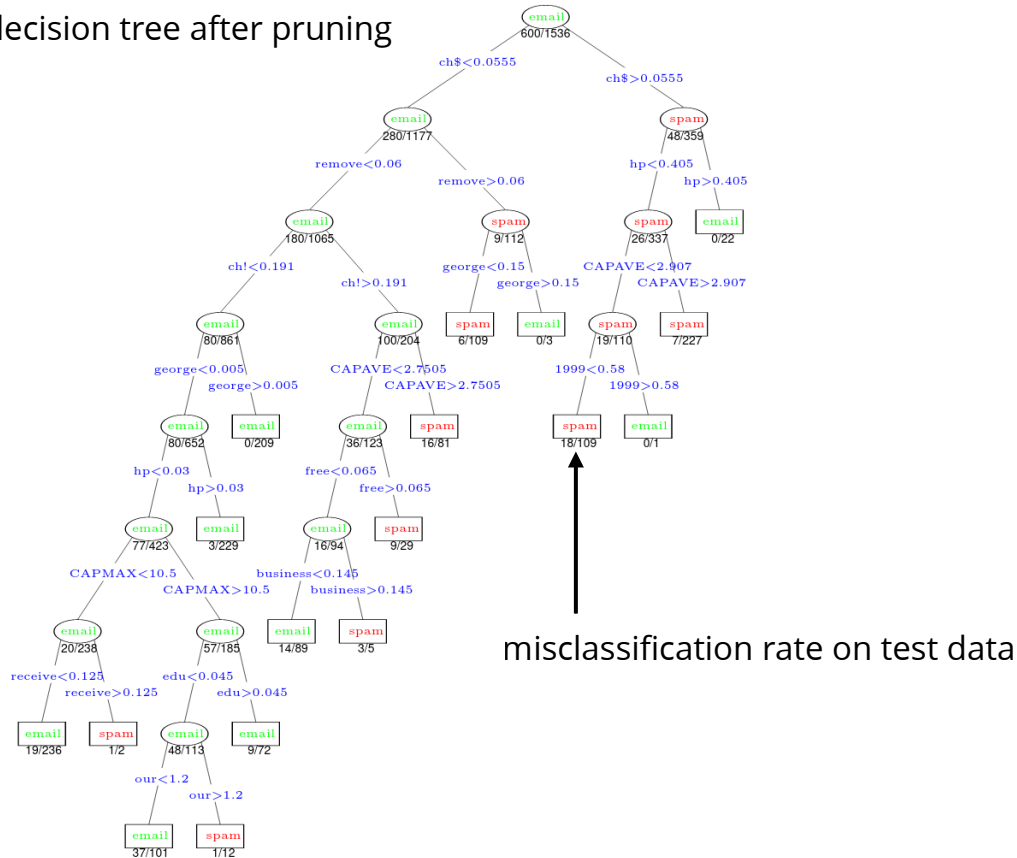 decision tree after pruning
email
600/1536
ch$<0.0555
ch$>0.0555
email
280/1177
spam
48/359
remove<0.06
remove>0.06
hp<0.405
hp>0.405
email
180/1065
spam
9/112
spam
26/337
email
0/22
ch!<0.191
ch!>0.191
george<0.15
george>0.15
CAPAVE<2.907
CAPAVE>2.907
email
80/861
email
100/204
spam
6/109
email
0/3
spam
19/110
spam
7/227
george<0.005
george>0.005
CAPAVE<2.7505
CAPAVE>2.7505
1999<0.58
1999>0.58
email
80/652
email
0/209
email
36/123
spam
16/81
spam
18/109
email
0/1
hp<0.03
hp>0.03
free<0.065
free>0.065
email
77/423
email
3/229
email
16/94
spam
9/29
CAPMAX<10.5
CAPMAX>10.5
business<0.145
business>0.145
email
20/238
email
57/185
email
14/89
spam
3/5
misclassification rate on test data
receive<0.125
receive>0.125
edu<0.045
edu>0.045
email
19/236
spam
1/2
email
48/113
email
9/72
our<1.2
our>1.2
email
37/101
spam
1/12